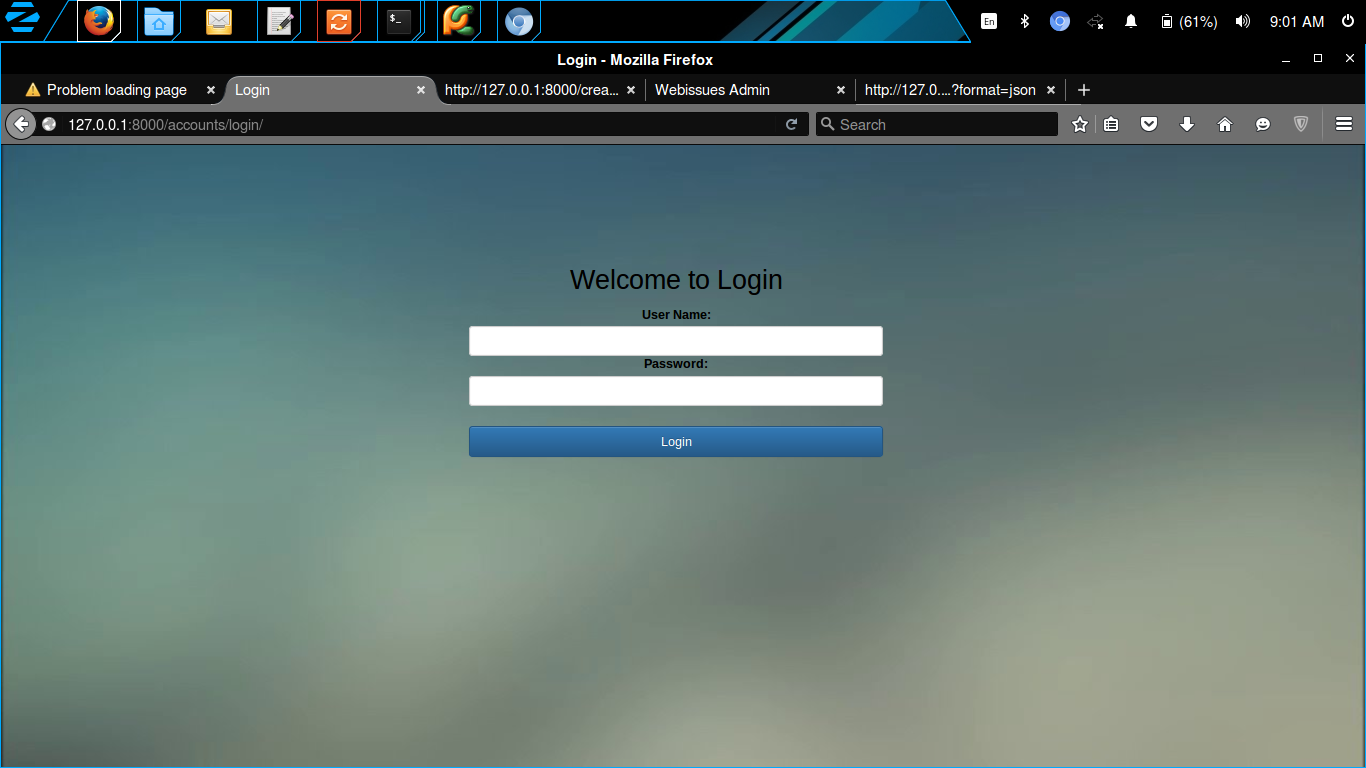 $_
En
(61%)
9:01 AM
Login - Mozilla Firefox
Problem loading page
Login
http://127.0.0.1:8000/crea...
Webissues Admin
http://127.0....?format=json
127.0.0.1:8000/accounts/login/
Search
Welcome to Login
User Name:
Password:
Login